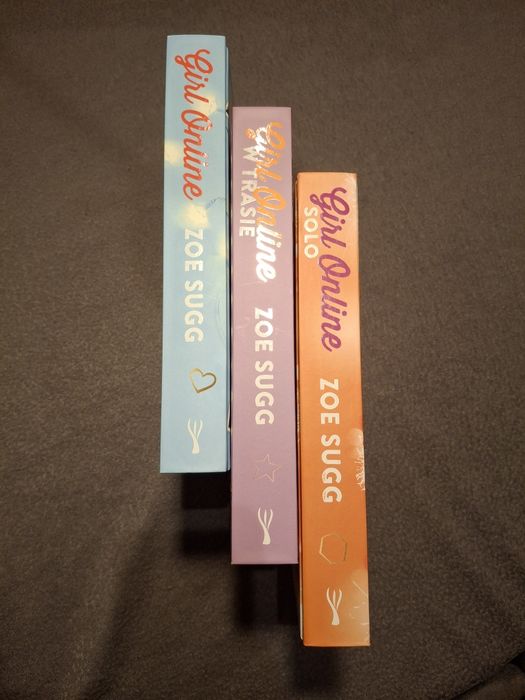 Girl Online
ZOE SUGG
Girl Online
W TRASIE
ZOE SUGG
Girl Online
SOLO
ZOE SUGG